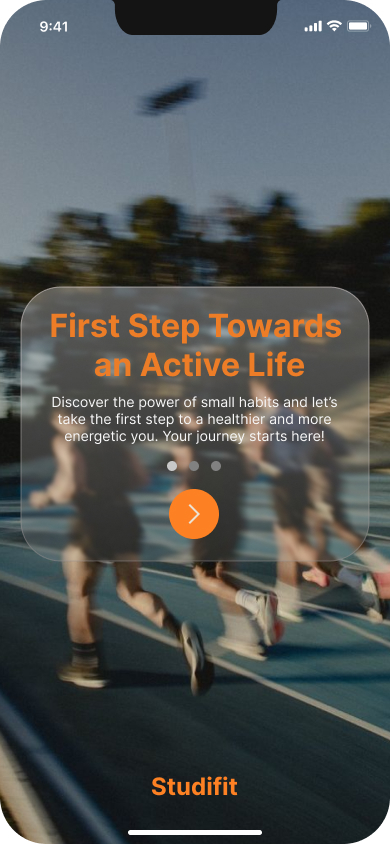 9:41
First Step Towards
an Active Life
Discover the power of small habits and let's
take the first step to a healthier and more
energetic you. Your journey starts here!
Studifit